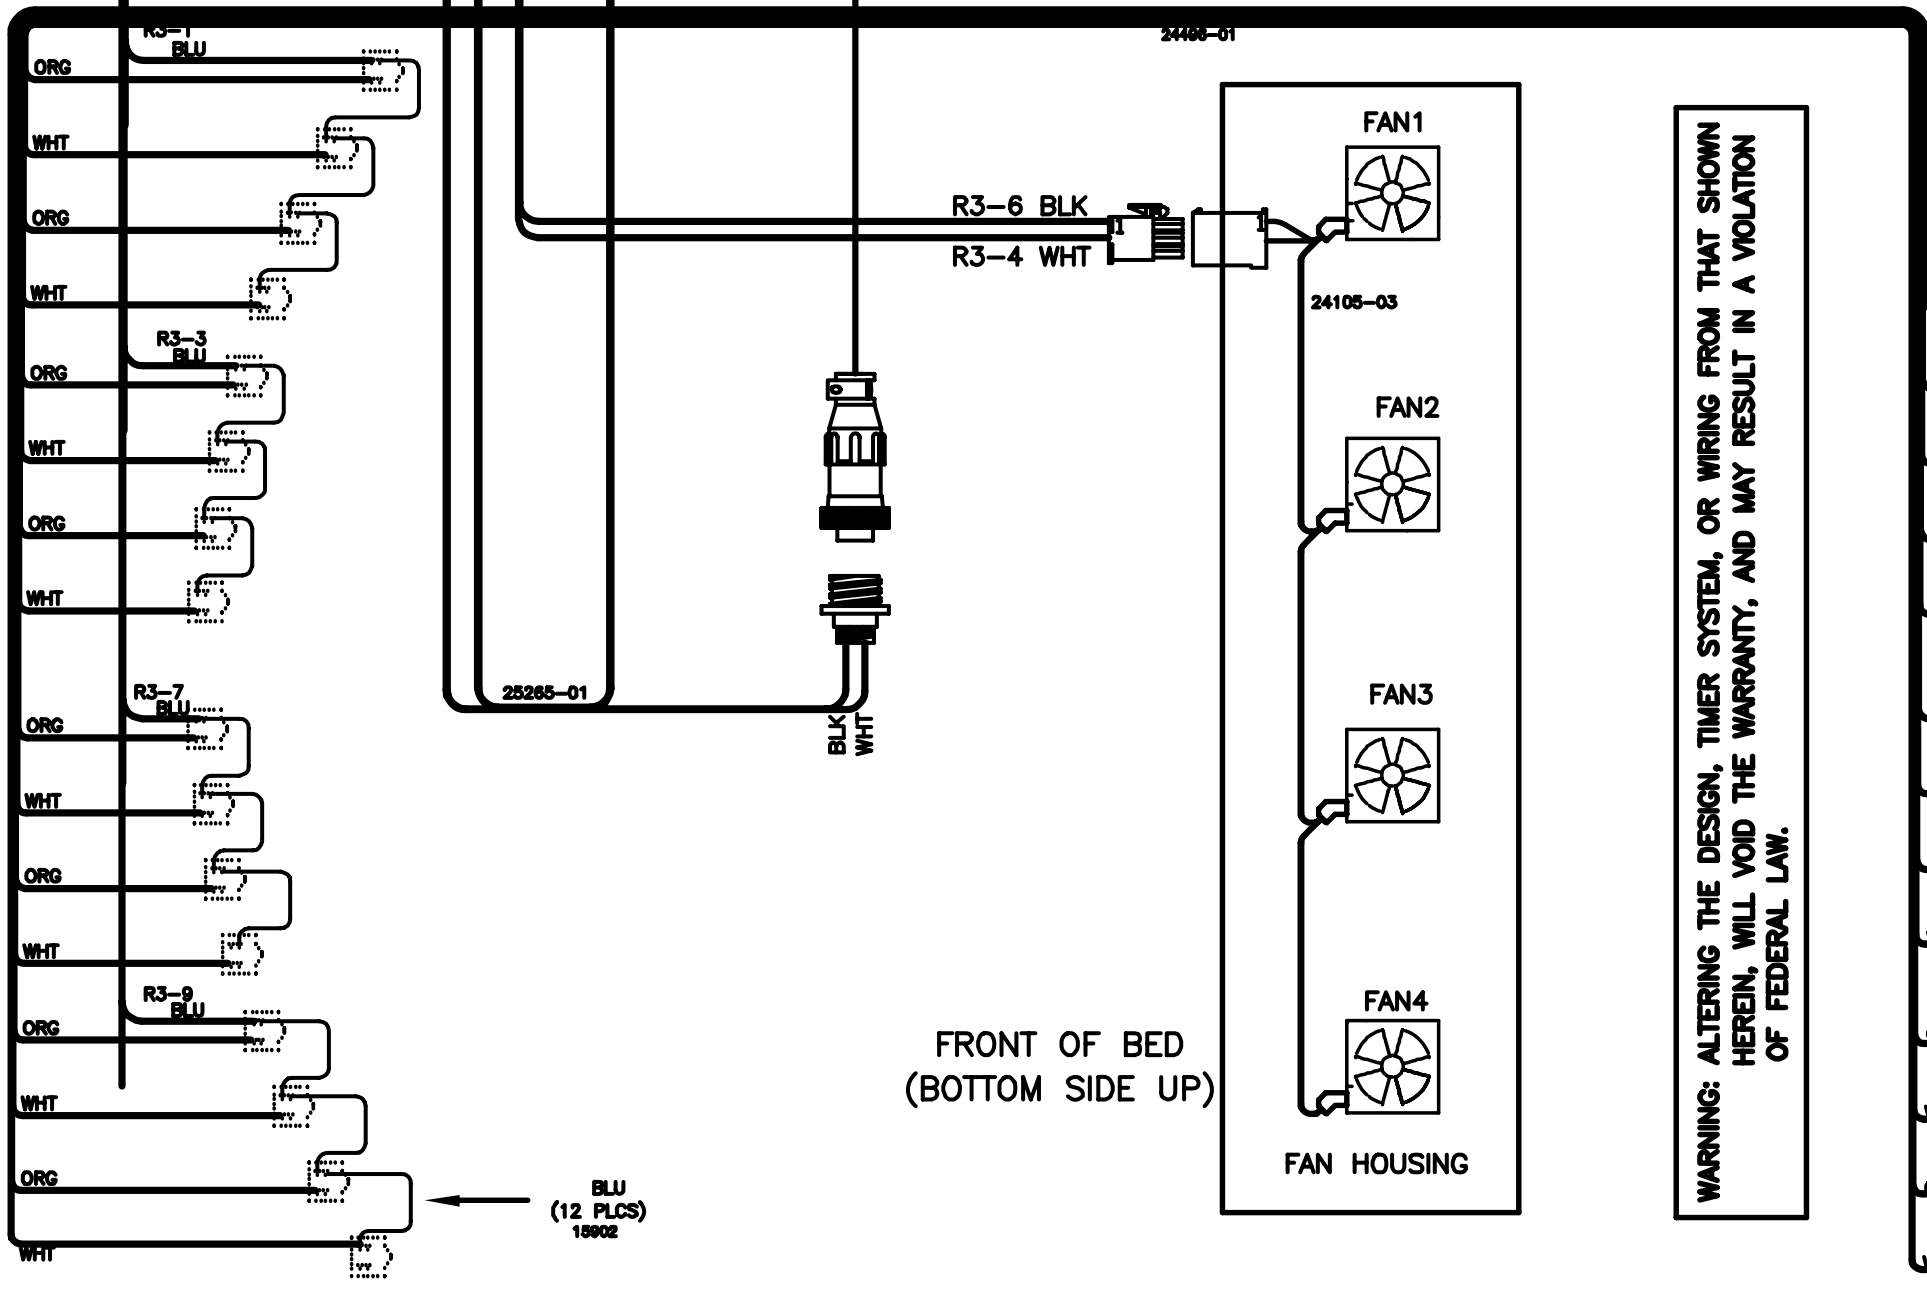 R3-1
BLU
24496-01
ORG
WHT
ORG
WHT
R3-3
BLU
ORG
WHT
ORG
WHT
R3-7
BLU
ORG
WHT
ORG
WHT
R3-9
BLU
ORG
WHT
ORG
WHT
BLU
(12 PLCS)
15902
25265-01
BLK
WHT
R3-6 BLK
R3-4 WHT
FRONT OF BED
(BOTTOM SIDE UP)
1
1
FAN1
24105-03
FAN2
FAN3
FAN4
FAN HOUSING
WARNING: ALTERING THE DESIGN, TIMER SYSTEM, OR WIRING FROM THAT SHOWN
HEREIN, WILL VOID THE WARRANTY, AND MAY RESULT IN A VIOLATION
OF FEDERAL LAW.